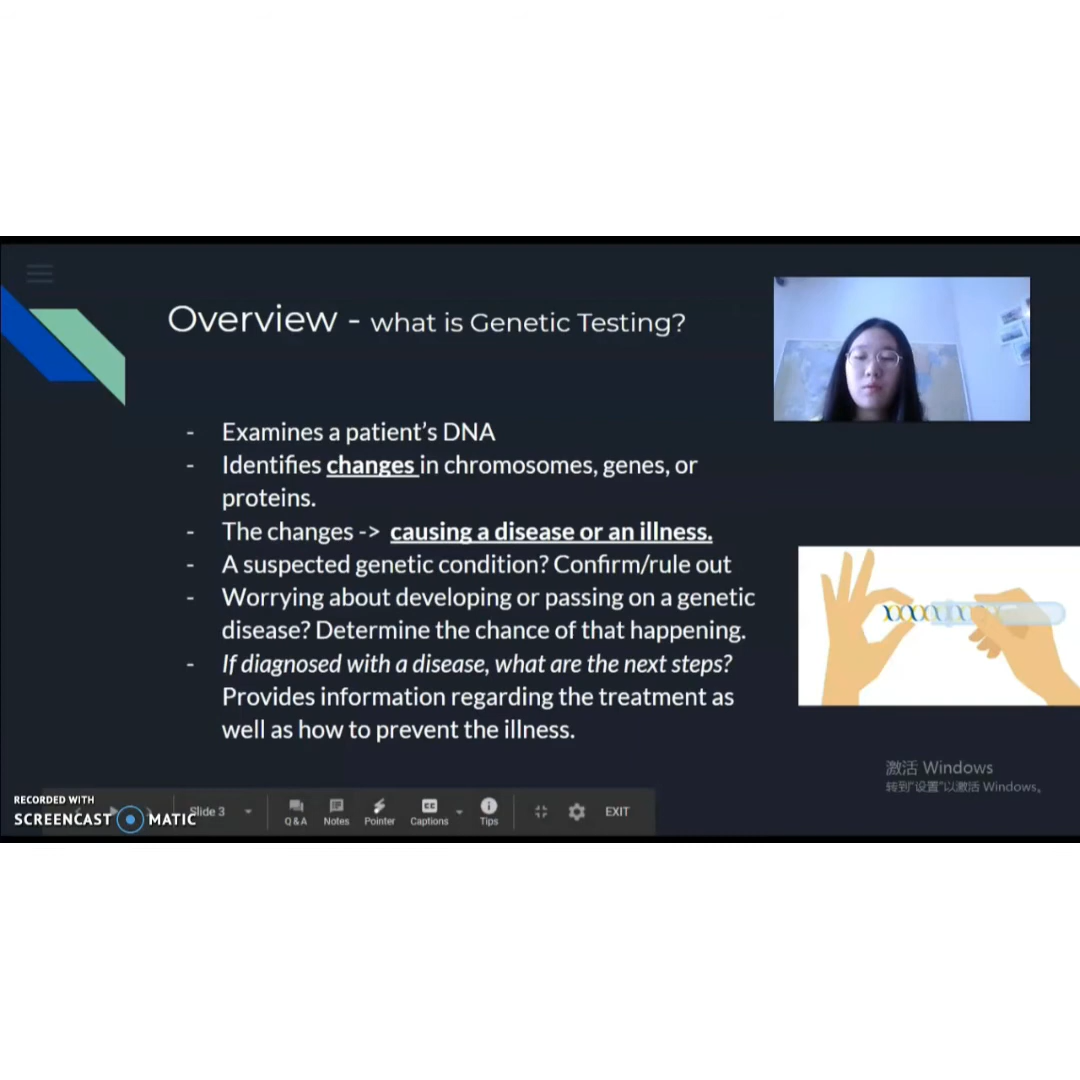 Overview - what is Genetic Testing?
- Examines a patient's DNA
- Identifies changes in chromosomes, genes, or
proteins.
- The changes -> causing a disease or an illness.
- A suspected genetic condition? Confirm/rule out
- Worrying about developing or passing on a genetic
disease? Determine the chance of that happening.
- If diagnosed with a disease, what are the next steps?
Provides information regarding the treatment as
well as how to prevent the illness.
激活 Windows
转到"设置"以激活 Windows。
RECORDED WITH
SCREENCAST MATIC
Slide 3
Q&A
Notes
Pointer
CC
Captions
Tips
EXIT